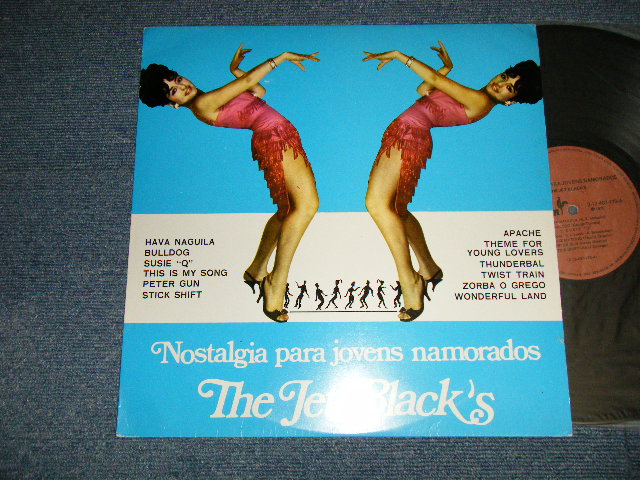 HAVA NAGUILA
BULLDOG
SUSIE "Q"
THIS IS MY SONG
PETER GUN
STICK SHIFT
APACHE
THEME FOR
YOUNG LOVERS
THUNDERBAL
TWIST TRAIN
ZORBA O GREGO
WONDERFUL LAND
Nostalgia para jovens namorados
The Jet Black's